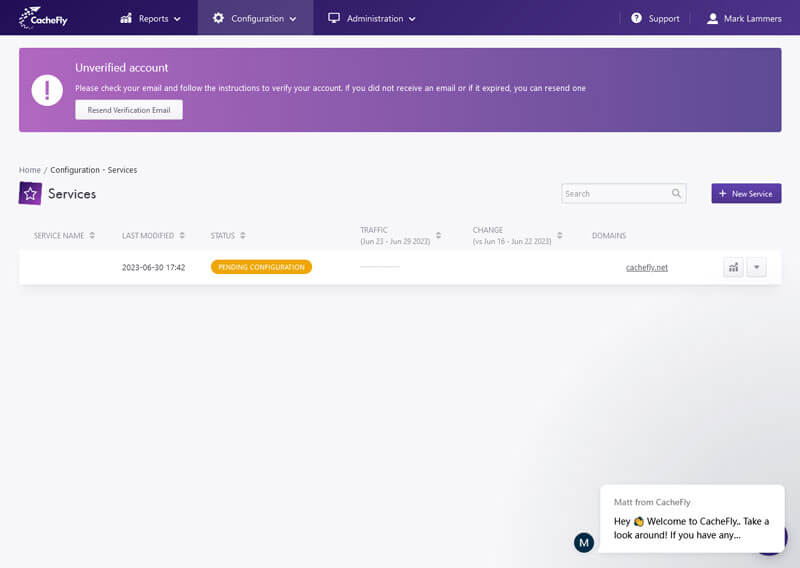 CacheFly
Reports
Configuration
Administration
Support
Mark Lammers
Unverified account
Please check your email and follow the instructions to verify your account. If you did not receive an email or if it expired, you can resend one
Resend Verification Email
Home / Configuration - Services
Services
Search
New Service
SERVICE NAME
LAST MODIFIED
STATUS
TRAFFIC
(Jun 23 - Jun 29 2023)
CHANGE
(vs Jun 16 - Jun 22 2023)
DOMAINS
2023-06-30 17:42
PENDING CONFIGURATION
cachefly.net
Matt from CacheFly
Hey 👋 Welcome to CacheFly.. Take a
look around! If you have any...
M